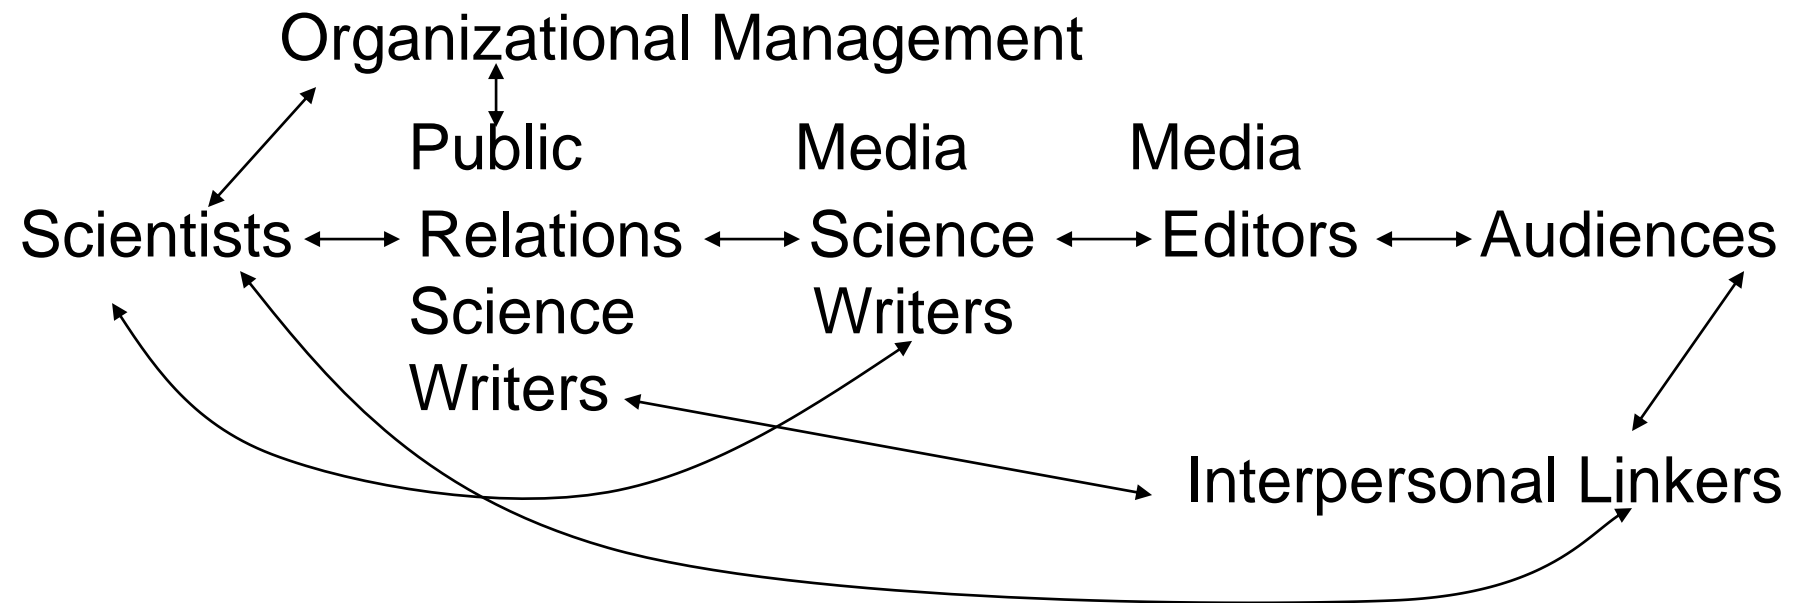 Organizational Management
Public Media Media
Scientists Relations Science Editors Audiences
Science Writers
Writers
Interpersonal Linkers